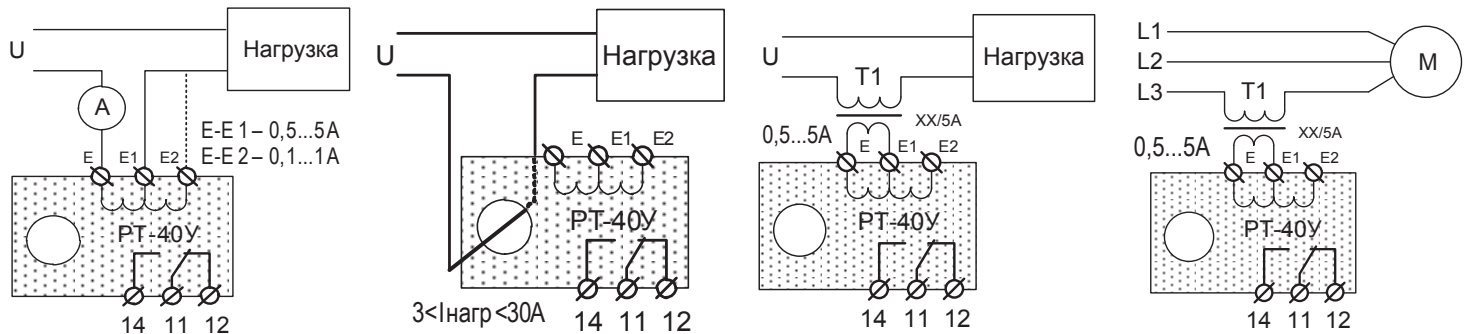 U
Нагрузка
A
E-E 1 – 0,5...5A
E-E 2 – 0,1...1A
E E1 E2
РТ-40У
14 11 12
U
Нагрузка
E E1 E2
РТ-40У
3<Iнагр<30A
14 11 12
U
Нагрузка
T1
XX/5A
0,5...5A
E E1 E2
РТ-40У
14 11 12
L1
L2
L3
M
T1
XX/5A
0,5...5A
E E1 E2
РТ-40У
14 11 12